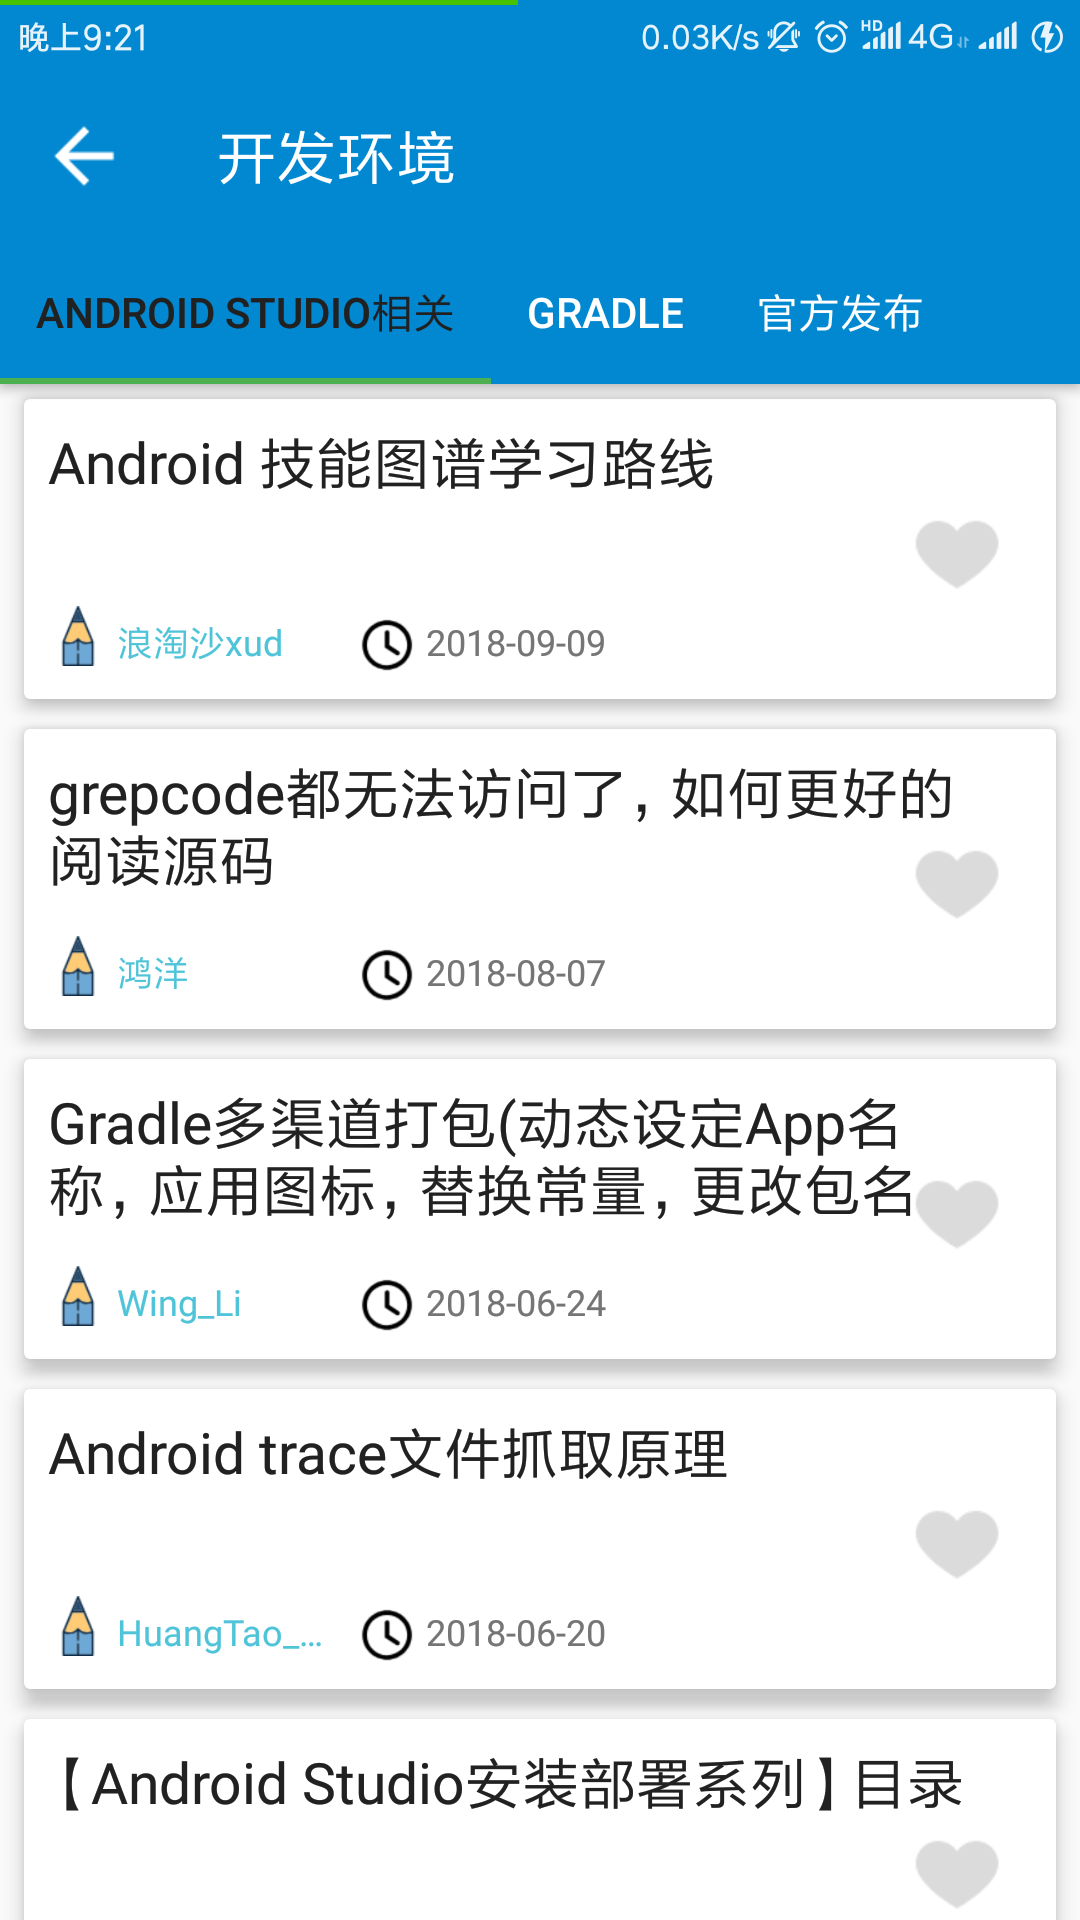 晚上9:21
0.03K/s HD 4G
开发环境
ANDROID STUDIO相关 GRADLE 官方发布
Android 技能图谱学习路线
浪淘沙xud 2018-09-09
grepcode都无法访问了，如何更好的
阅读源码
鸿洋 2018-08-07
Gradle多渠道打包(动态设定App名
称，应用图标，替换常量，更改包名
Wing_Li 2018-06-24
Android trace文件抓取原理
HuangTao_... 2018-06-20
【Android Studio安装部署系列】目录